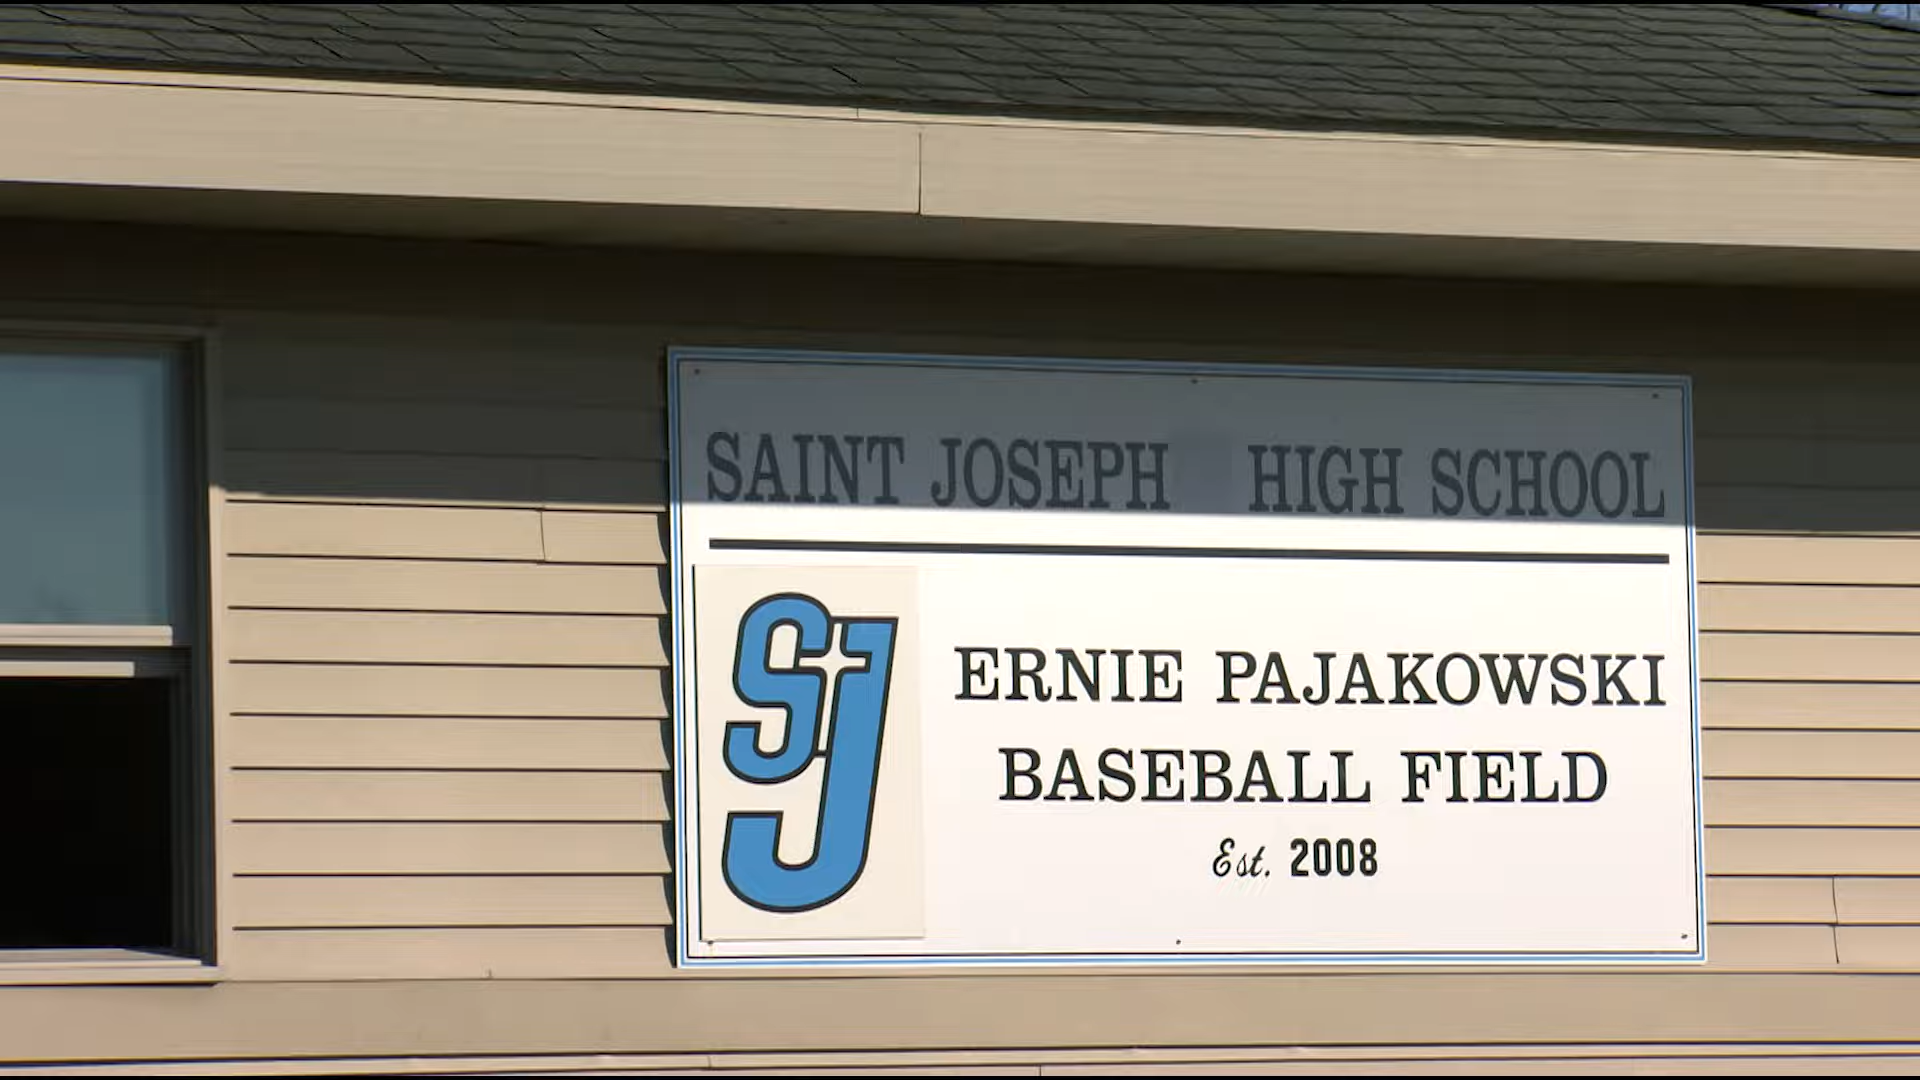 SAINT JOSEPH HIGH SCHOOL
SJ
ERNIE PAJAKOWSKI
BASEBALL FIELD
Est. 2008